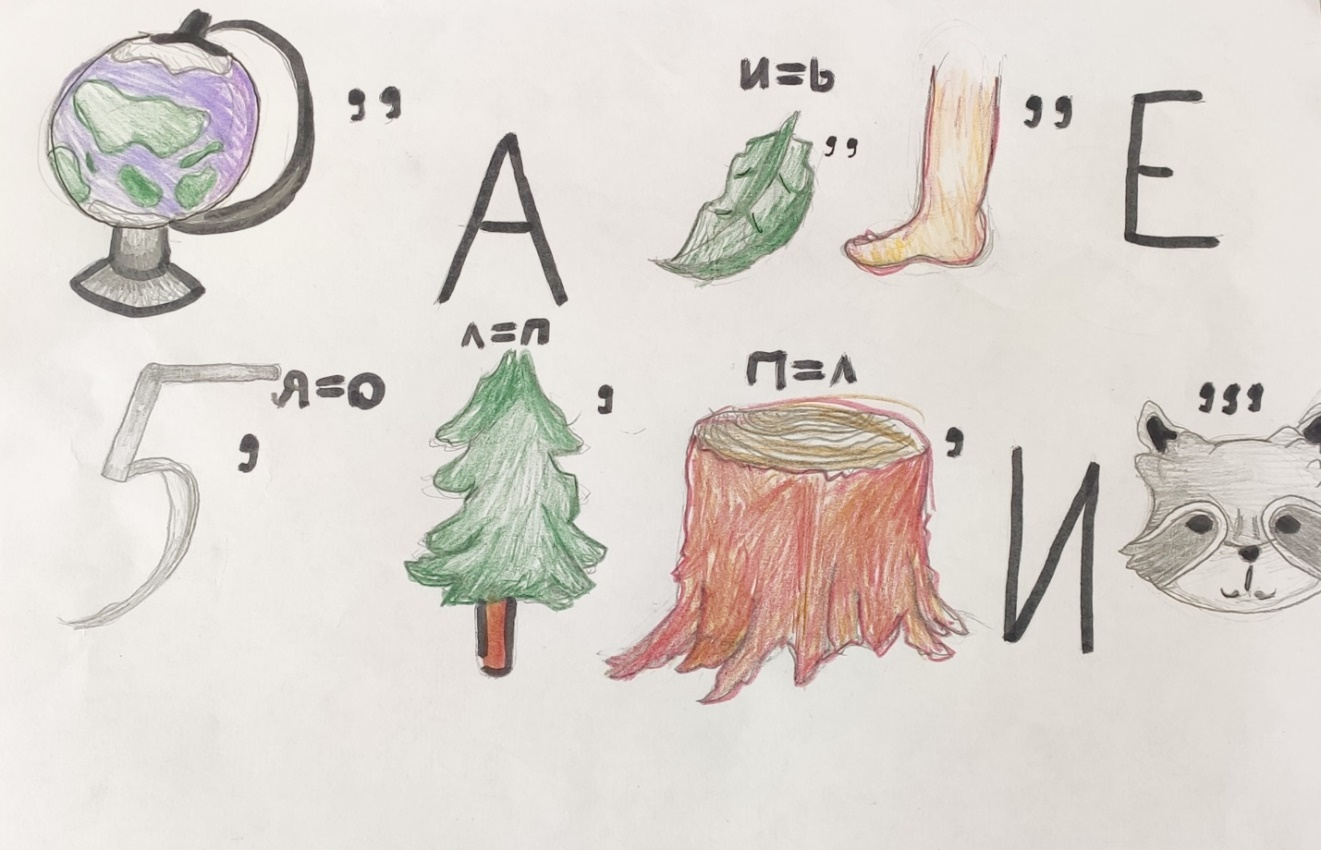 ,, А И=Ь ,, ,, Е
5 Я=О , Л=П , П=Л , И ,,,